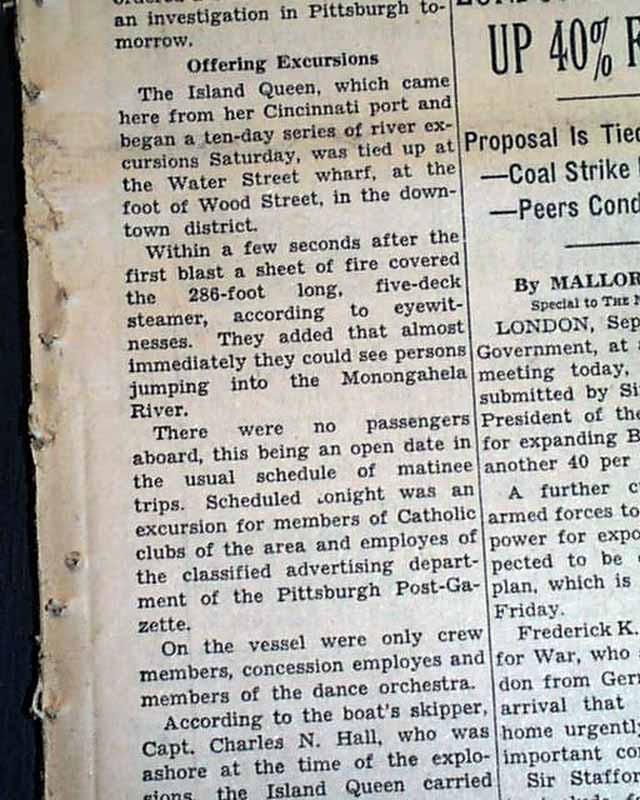 an investigation in Pittsburgh to-
morrow.
Offering Excursions
The Island Queen, which came
here from her Cincinnati port and
began a ten-day series of river ex-
cursions Saturday, was tied up at
the Water Street wharf, at the
foot of Wood Street, in the down-
town district.
Within a few seconds after the
first blast a sheet of fire covered
the 286-foot long, five-deck
steamer, according to eyewit-
nesses. They added that almost
immediately they could see persons
jumping into the Monongahela
River.
There were no passengers
aboard, this being an open date in
the usual schedule of matinee
trips. Scheduled tonight was an
excursion for members of Catholic
clubs of the area and employes of
the classified advertising depart-
ment of the Pittsburgh Post-Ga-
zette.
On the vessel were only crew
members, concession employes and
members of the dance orchestra.
According to the boat's skipper,
Capt. Charles N. Hall, who was
ashore at the time of the explo-
sions, the Island Queen carried
UP 40% F
Proposal Is Tied
—Coal Strike
—Peers Cond
By MALLOR
Special to THE N
LONDON, Sep
Government, at
meeting today,
submitted by Si
President of the
for expanding B
another 40 per
A further c
armed forces to
power for expo
pected to be
plan, which is
Friday.
Frederick K.
for War, who
don from Ger
arrival that
home urgently
important co
Sir Staffor